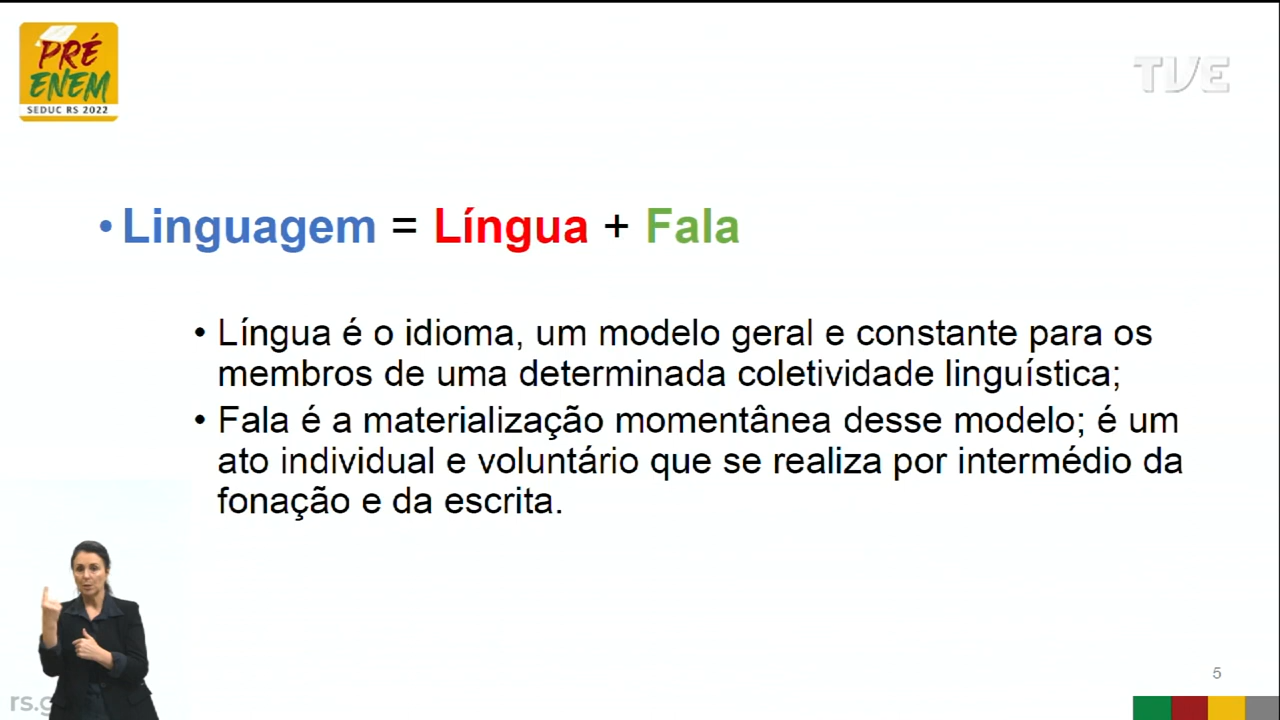 PRÉ
ENEM
SEDUC RS 2022
TVE
• Linguagem = Língua + Fala
• Língua é o idioma, um modelo geral e constante para os
membros de uma determinada coletividade linguística;
• Fala é a materialização momentânea desse modelo; é um
ato individual e voluntário que se realiza por intermédio da
fonação e da escrita.
5
rs.g